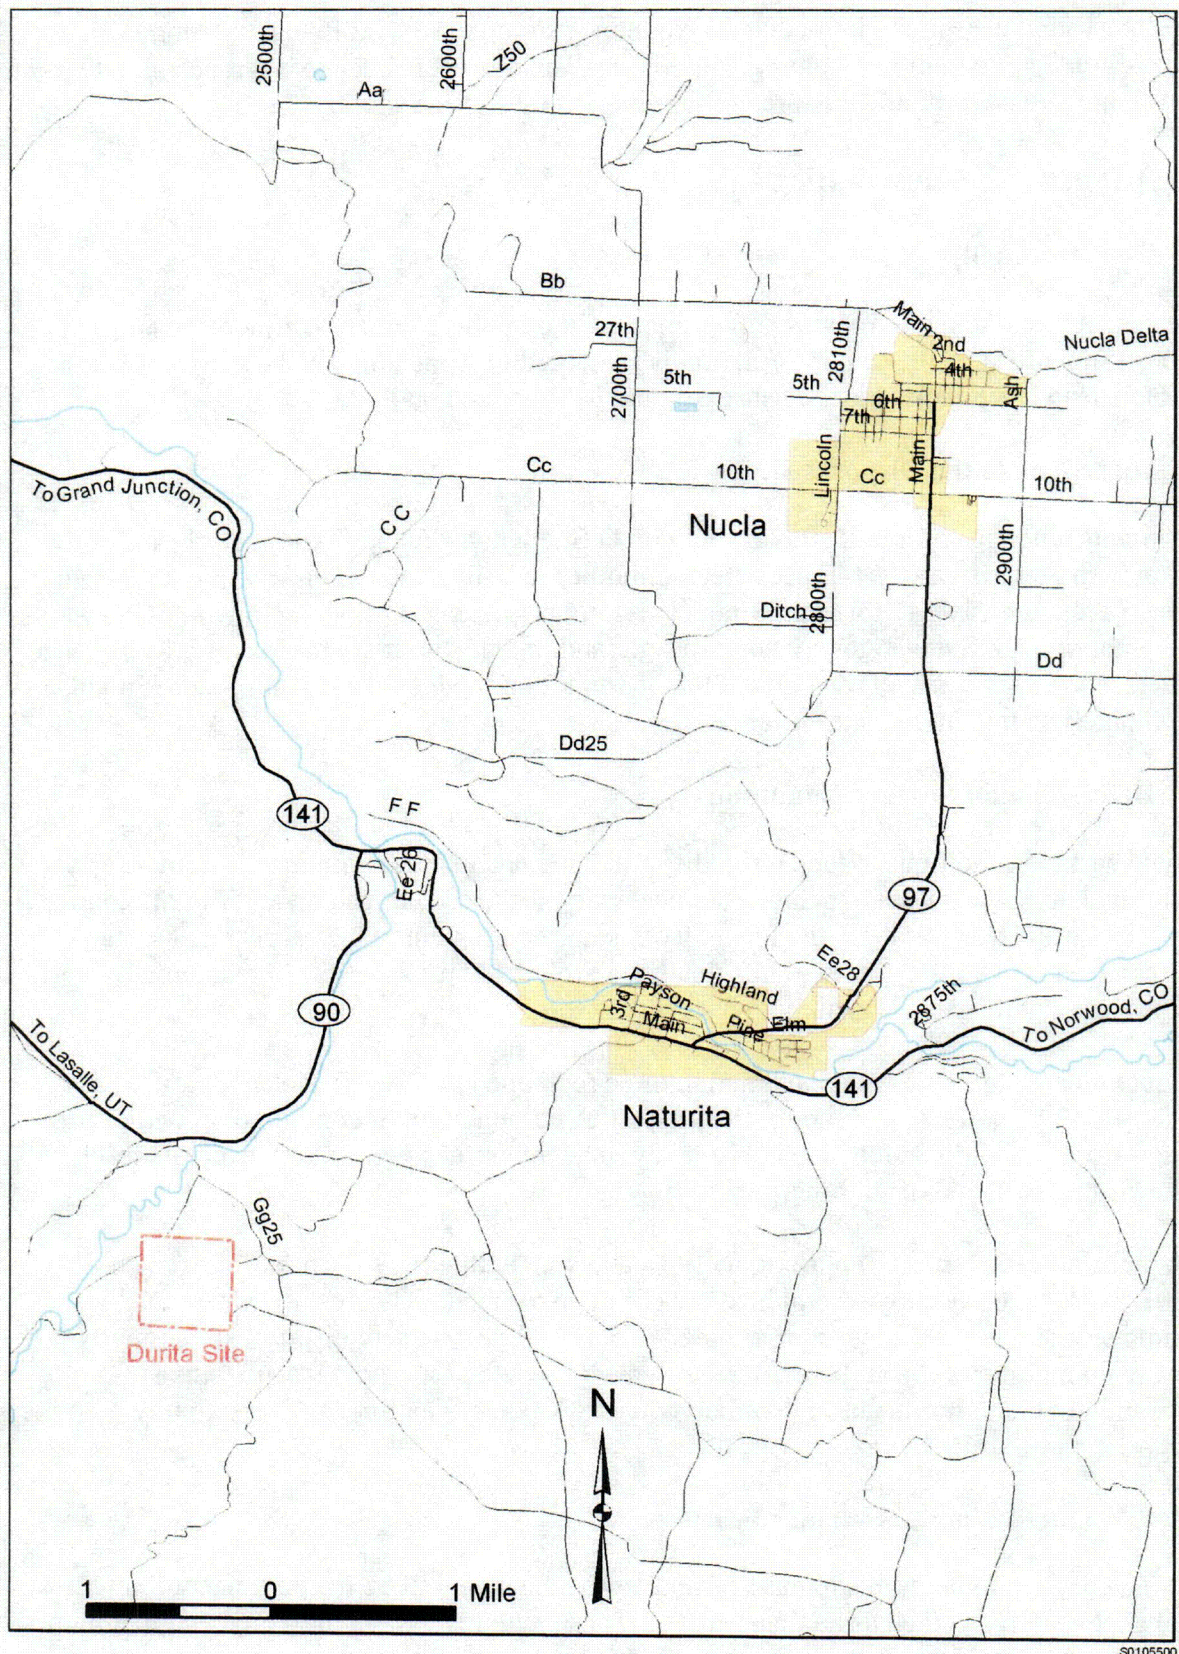 2500th
2600th
Z50
Aa
Bb
Main
27th
2810th
2nd
Nucla Delta
5th
5th
4th
2700th
6th
Ash
7th
Cc
10th
Lincoln
Cc
Main
10th
To Grand Junction, CO
C C
Nucla
2900th
Ditch
2800th
Dd
Dd25
F F
141
Ee 26
97
Ee28
Highland
Payson
2875th
3rd
Main
Pine
Elm
To Norwood, CO
90
To Lasalle, UT
141
Naturita
Gg25
Durita Site
N
1 0 1 Mile
S0105500